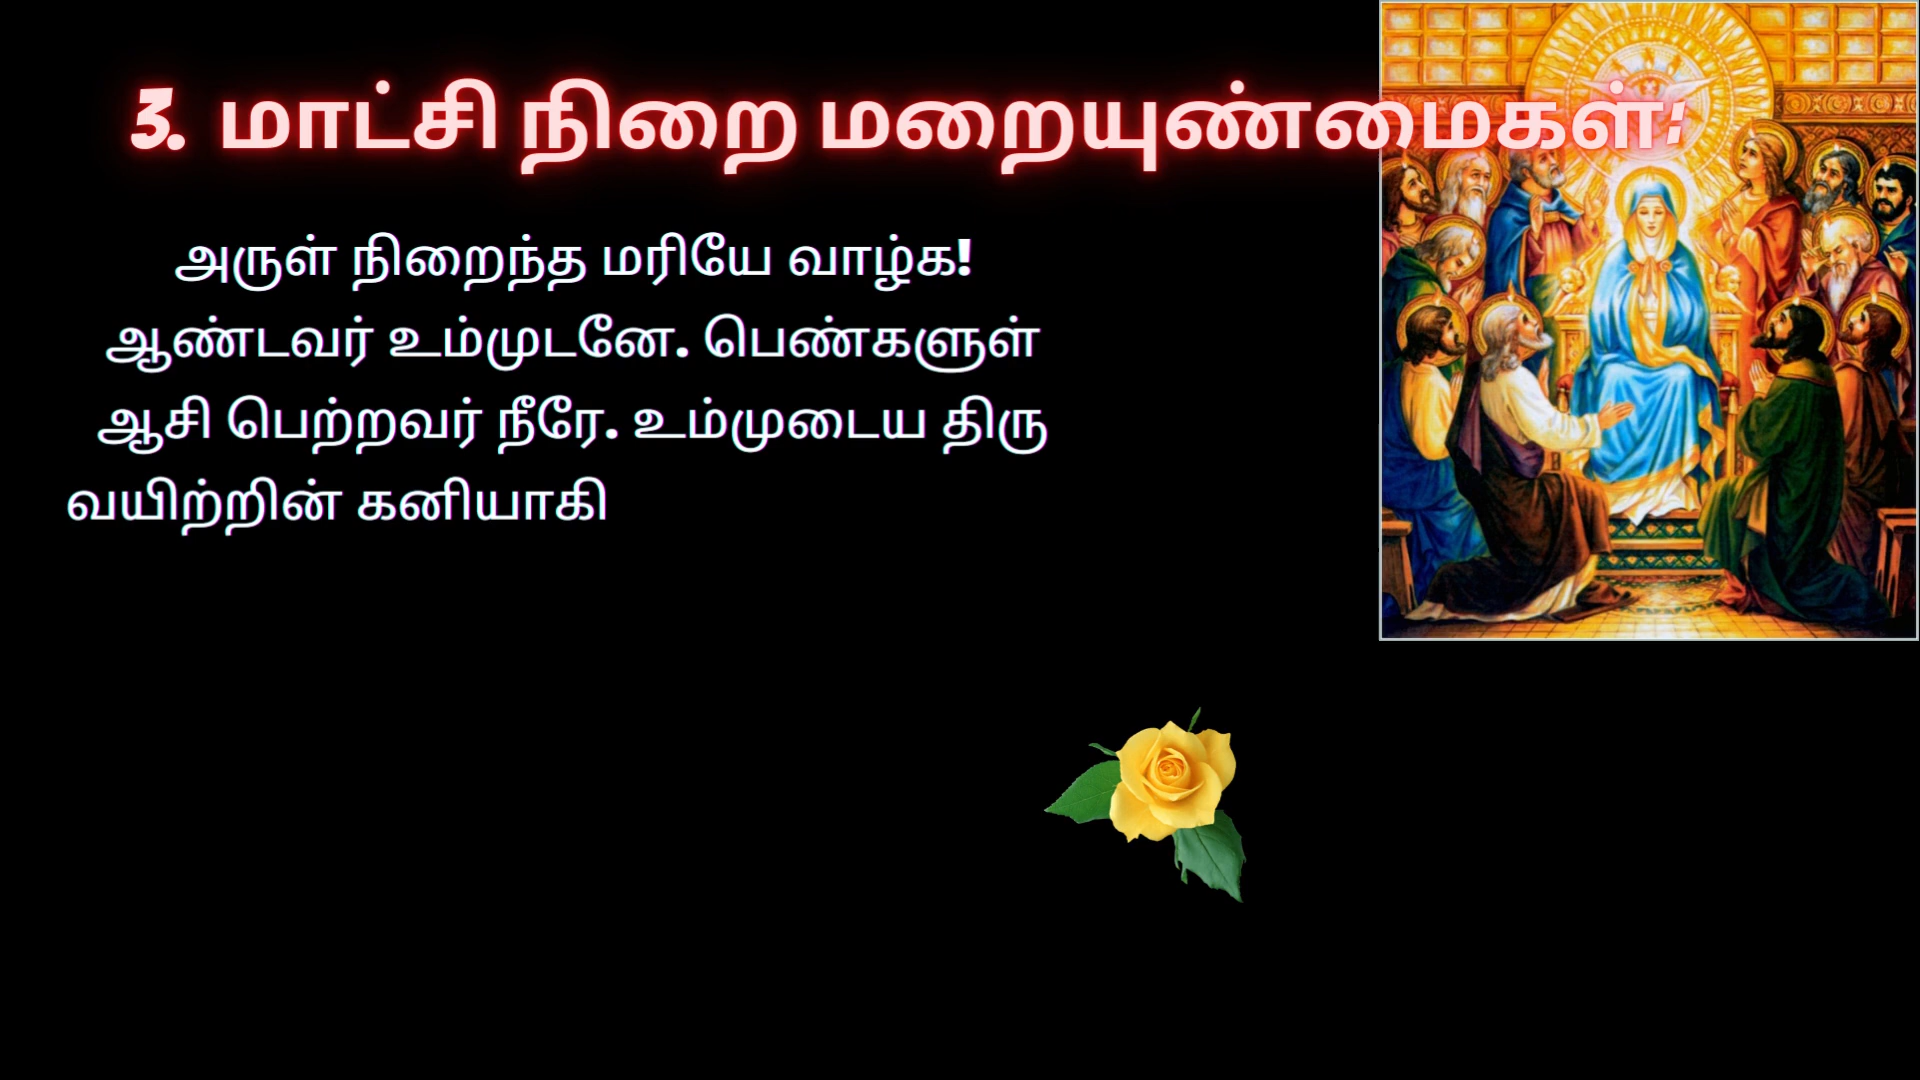 3. மாட்சி நிறை மறையுண்மைகள்:
அருள் நிறைந்த மரியே வாழ்க!
ஆண்டவர் உம்முடனே. பெண்களுள்
ஆசி பெற்றவர் நீரே. உம்முடைய திரு
வயிற்றின் கனியாகி